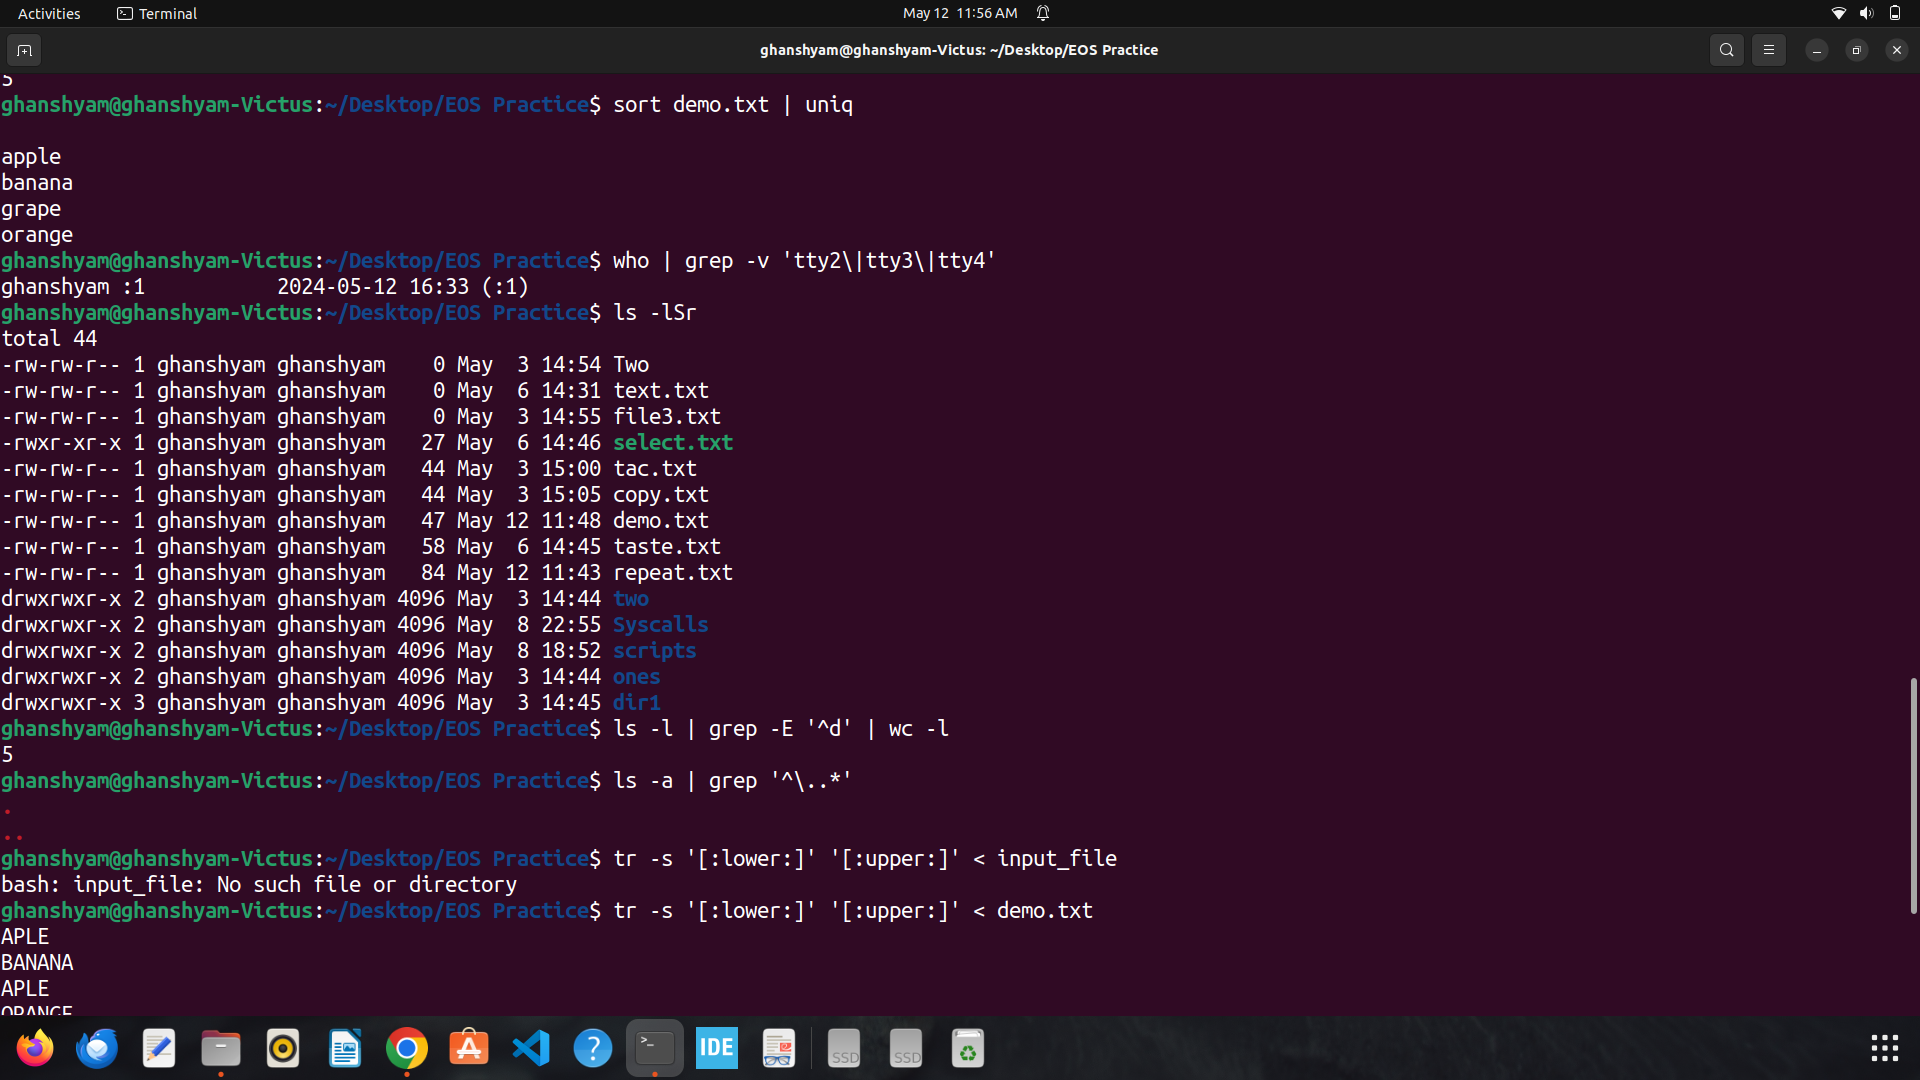 Activities
Terminal
May 12 11:56 AM
ghanshyam@ghanshyam-Victus: ~/Desktop/EOS Practice
5
ghanshyam@ghanshyam-Victus:~/Desktop/EOS Practice$ sort demo.txt | uniq

apple
banana
grape
orange
ghanshyam@ghanshyam-Victus:~/Desktop/EOS Practice$ who | grep -v 'tty2\|tty3\|tty4'
ghanshyam :1           2024-05-12 16:33 (:1)
ghanshyam@ghanshyam-Victus:~/Desktop/EOS Practice$ ls -lSr
total 44
-rw-rw-r-- 1 ghanshyam ghanshyam    0 May  3 14:54 Two
-rw-rw-r-- 1 ghanshyam ghanshyam    0 May  6 14:31 text.txt
-rw-rw-r-- 1 ghanshyam ghanshyam    0 May  3 14:55 file3.txt
-rwxr-xr-x 1 ghanshyam ghanshyam   27 May  6 14:46 select.txt
-rw-rw-r-- 1 ghanshyam ghanshyam   44 May  3 15:00 tac.txt
-rw-rw-r-- 1 ghanshyam ghanshyam   44 May  3 15:05 copy.txt
-rw-rw-r-- 1 ghanshyam ghanshyam   47 May 12 11:48 demo.txt
-rw-rw-r-- 1 ghanshyam ghanshyam   58 May  6 14:45 taste.txt
-rw-rw-r-- 1 ghanshyam ghanshyam   84 May 12 11:43 repeat.txt
drwxrwxr-x 2 ghanshyam ghanshyam 4096 May  3 14:44 two
drwxrwxr-x 2 ghanshyam ghanshyam 4096 May  8 22:55 Syscalls
drwxrwxr-x 2 ghanshyam ghanshyam 4096 May  8 18:52 scripts
drwxrwxr-x 2 ghanshyam ghanshyam 4096 May  3 14:44 ones
drwxrwxr-x 3 ghanshyam ghanshyam 4096 May  3 14:45 dir1
ghanshyam@ghanshyam-Victus:~/Desktop/EOS Practice$ ls -l | grep -E '^d' | wc -l
5
ghanshyam@ghanshyam-Victus:~/Desktop/EOS Practice$ ls -a | grep '^\..*'
.
..
ghanshyam@ghanshyam-Victus:~/Desktop/EOS Practice$ tr -s '[:lower:]' '[:upper:]' < input_file
bash: input_file: No such file or directory
ghanshyam@ghanshyam-Victus:~/Desktop/EOS Practice$ tr -s '[:lower:]' '[:upper:]' < demo.txt
APLE
BANANA
APLE
ORANGE
IDE
SSD
SSD